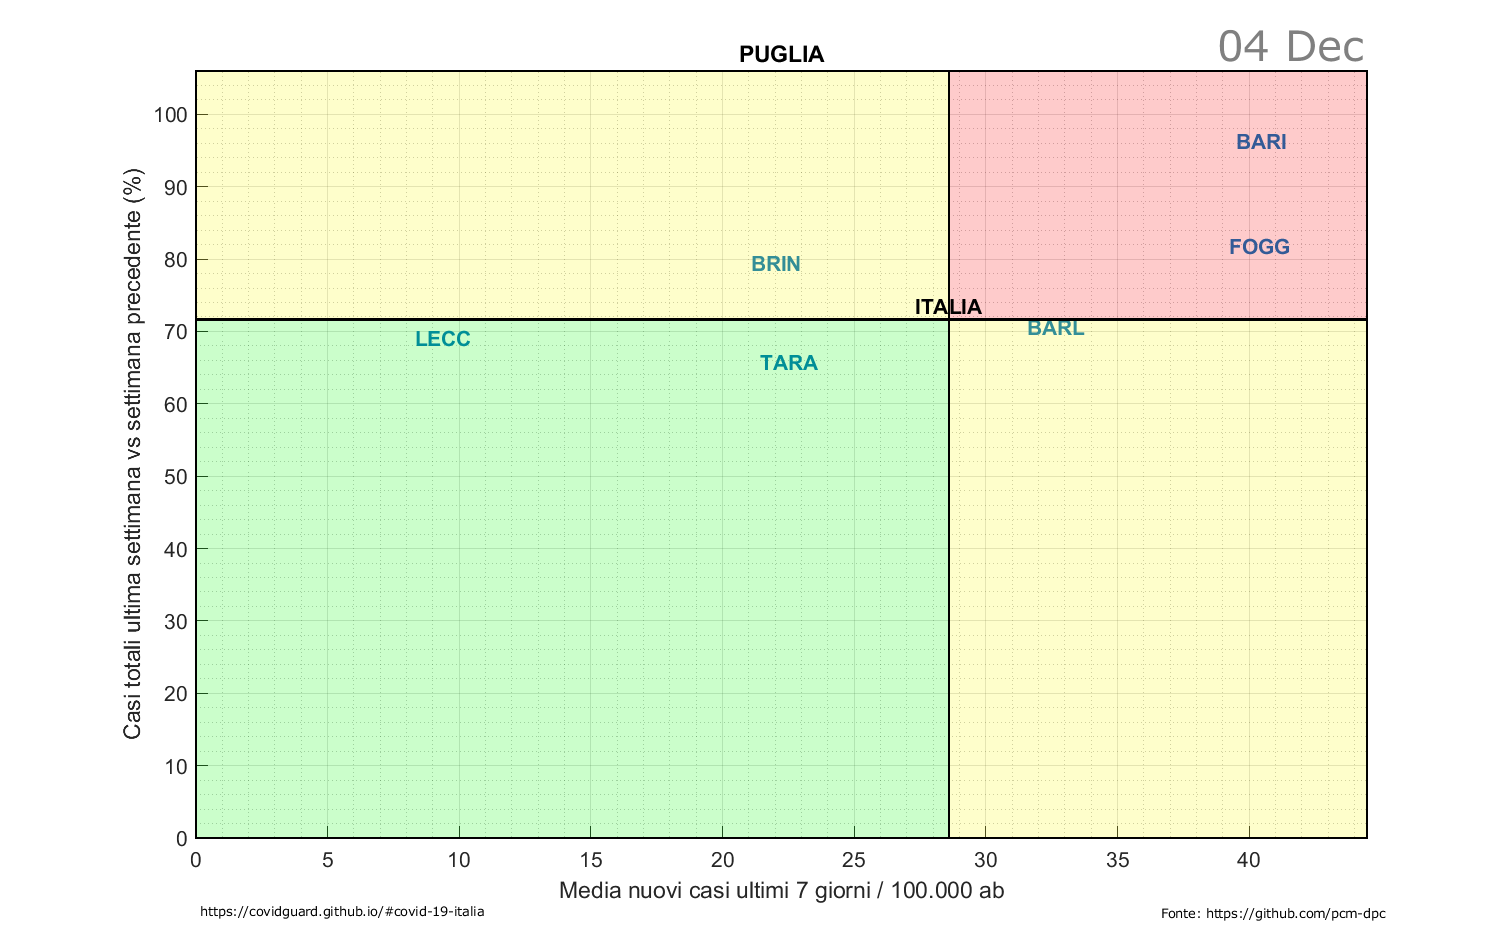 04 Dec
PUGLIA
Casi totali ultima settimana vs settimana precedente (%)
100
90
80
70
60
50
40
30
20
10
0
BARI
FOGG
BRIN
ITALIA
BARL
LECC
TARA
0 5 10 15 20 25 30 35 40
Media nuovi casi ultimi 7 giorni / 100.000 ab
https://covidguard.github.io/#covid-19-italia
Fonte: https://github.com/pcm-dpc